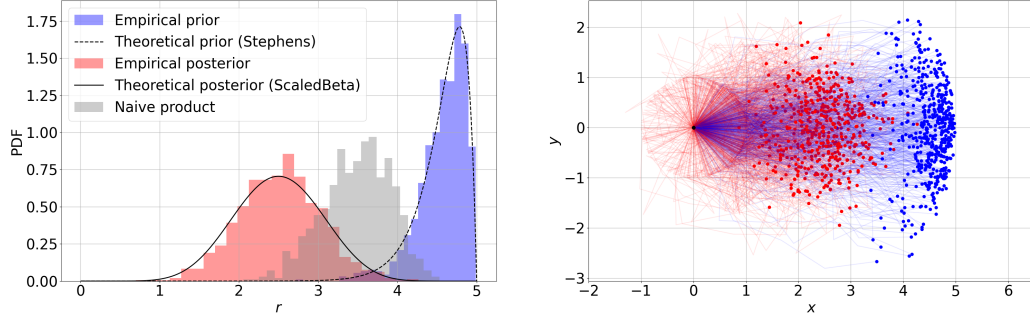 Empirical prior
Theoretical prior (Stephens)
Empirical posterior
Theoretical posterior (ScaledBeta)
Naive product
PDF
1.75
1.50
1.25
1.00
0.75
0.50
0.25
0.00
0 1 2 3 4 5
r
y
2
1
0
−1
−2
−3
−2 −1 0 1 2 3 4 5 6
x